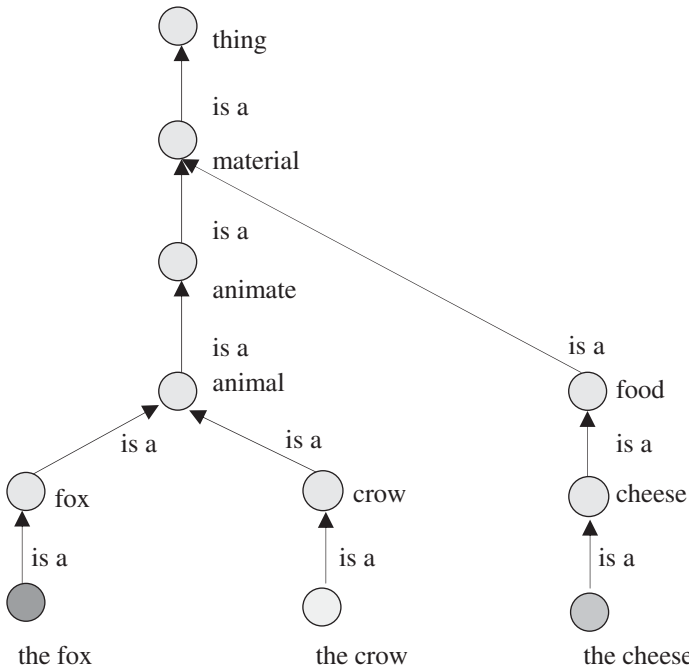 thing
is a
material
is a
animate
is a
is a
animal
food
is a
is a
is a
fox
crow
cheese
is a
is a
is a
the fox
the crow
the cheese